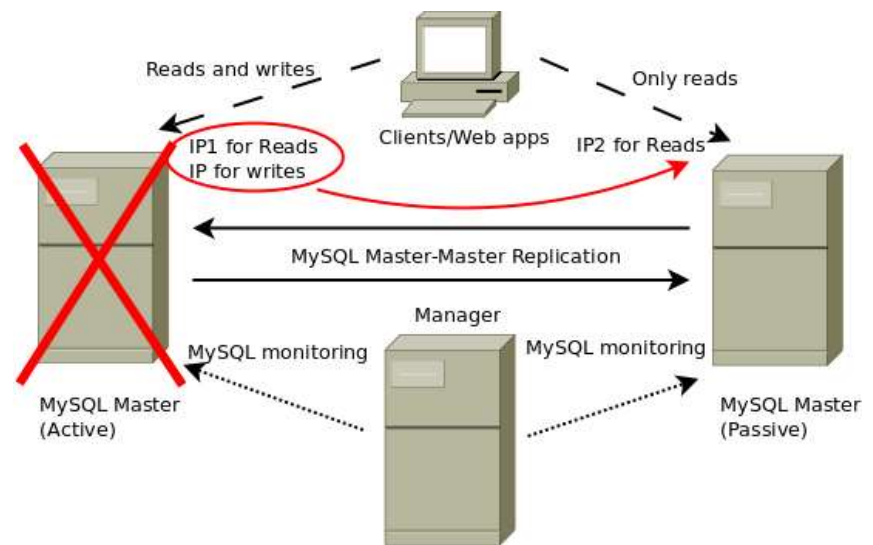 Reads and writes
Only reads
Clients/Web apps
IP1 for Reads
IP for writes
IP2 for Reads
MySQL Master-Master Replication
Manager
MySQL monitoring
MySQL monitoring
MySQL Master
(Active)
MySQL Master
(Passive)